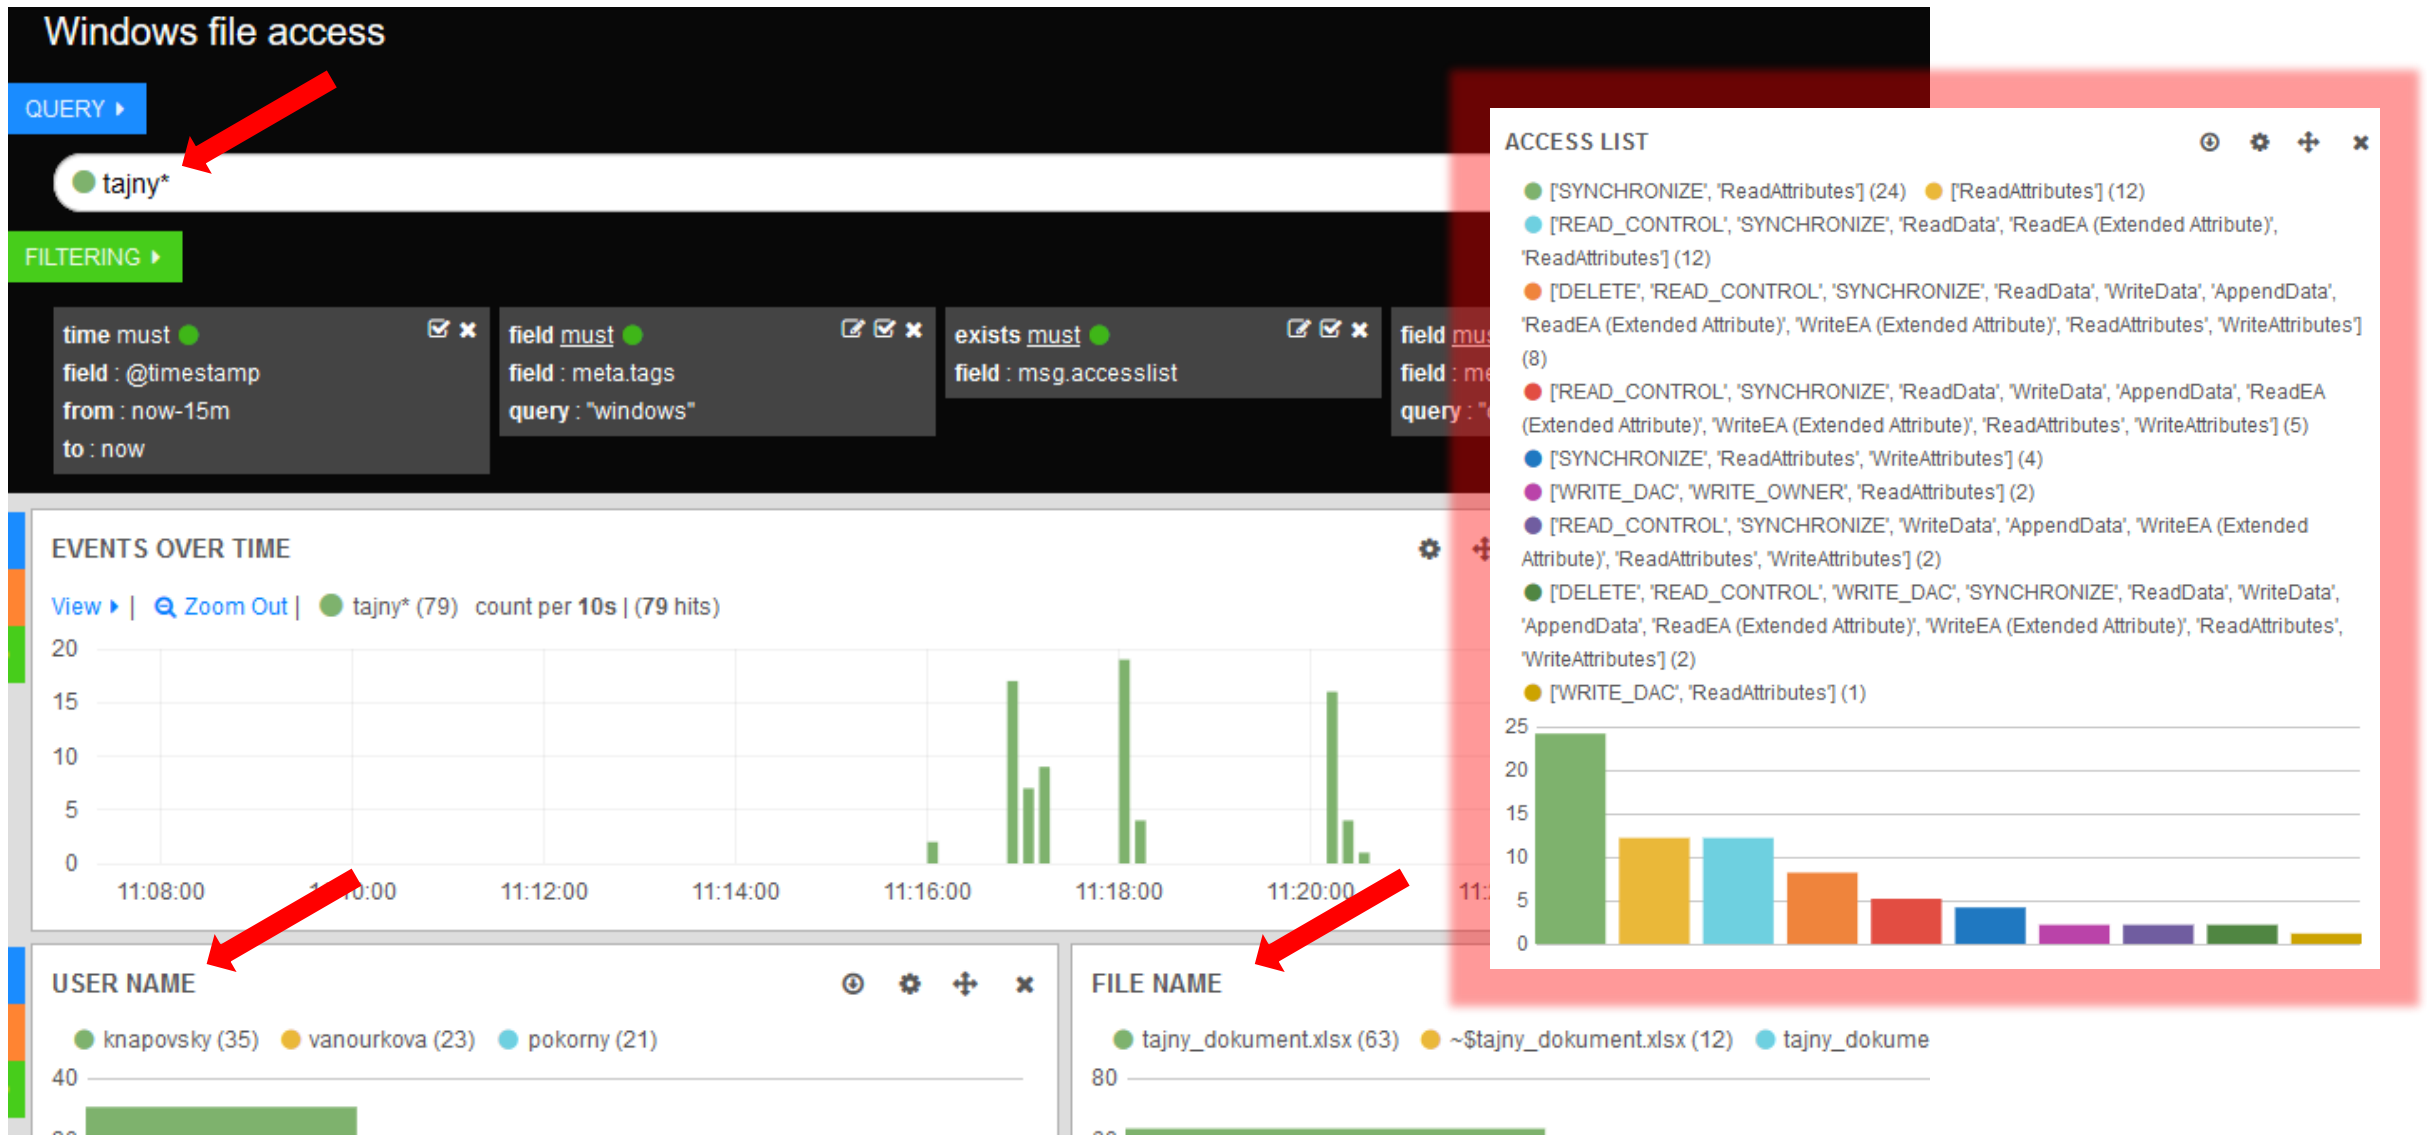 Windows file access
QUERY
tajny*
FILTERING
time must
field : @timestamp
from : now-15m
to : now
field must
field : meta.tags
query : "windows"
exists must
field : msg.accesslist
field
field :
query :
EVENTS OVER TIME
View | Zoom Out | tajny* (79) count per 10s | (79 hits)
20
15
10
5
0
11:08:00
11:12:00 11:14:00 11:16:00 11:18:00 11:20:00
ACCESS LIST
['SYNCHRONIZE', 'ReadAttributes'] (24) ['ReadAttributes'] (12)
['READ_CONTROL', 'SYNCHRONIZE', 'ReadData', 'ReadEA (Extended Attribute)',
'ReadAttributes'] (12)
['DELETE', 'READ_CONTROL', 'SYNCHRONIZE', 'ReadData', 'WriteData', 'AppendData',
'ReadEA (Extended Attribute)', 'WriteEA (Extended Attribute)', 'ReadAttributes', 'WriteAttributes']
(8)
['READ_CONTROL', 'SYNCHRONIZE', 'ReadData', 'WriteData', 'AppendData', 'ReadEA
(Extended Attribute)', 'WriteEA (Extended Attribute)', 'ReadAttributes', 'WriteAttributes'] (5)
['SYNCHRONIZE', 'ReadAttributes', 'WriteAttributes'] (4)
['WRITE_DAC', 'WRITE_OWNER', 'ReadAttributes'] (2)
['READ_CONTROL', 'SYNCHRONIZE', 'WriteData', 'AppendData', 'WriteEA (Extended
Attribute)', 'ReadAttributes', 'WriteAttributes'] (2)
['DELETE', 'READ_CONTROL', 'WRITE_DAC', 'SYNCHRONIZE', 'ReadData', 'WriteData',
'AppendData', 'ReadEA (Extended Attribute)', 'WriteEA (Extended Attribute)', 'ReadAttributes',
'WriteAttributes'] (2)
['WRITE_DAC', 'ReadAttributes'] (1)
25
20
15
10
5
0
USER NAME
knapovsky (35) vanourkova (23) pokorny (21)
40
FILE NAME
tajny_dokument.xlsx (63) ~$tajny_dokument.xlsx (12) tajny_dokume
80